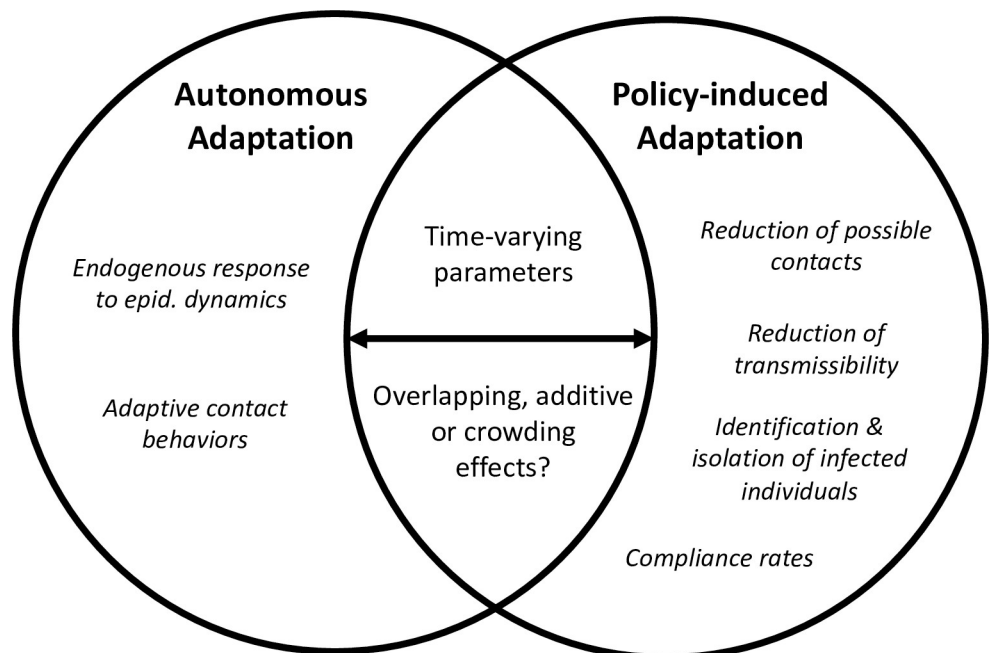 Autonomous
Adaptation
Endogenous response
to epid. dynamics
Adaptive contact
behaviors
Time-varying
parameters
Overlapping, additive
or crowding
effects?
Policy-induced
Adaptation
Reduction of possible
contacts
Reduction of
transmissibility
Identification &
isolation of infected
individuals
Compliance rates